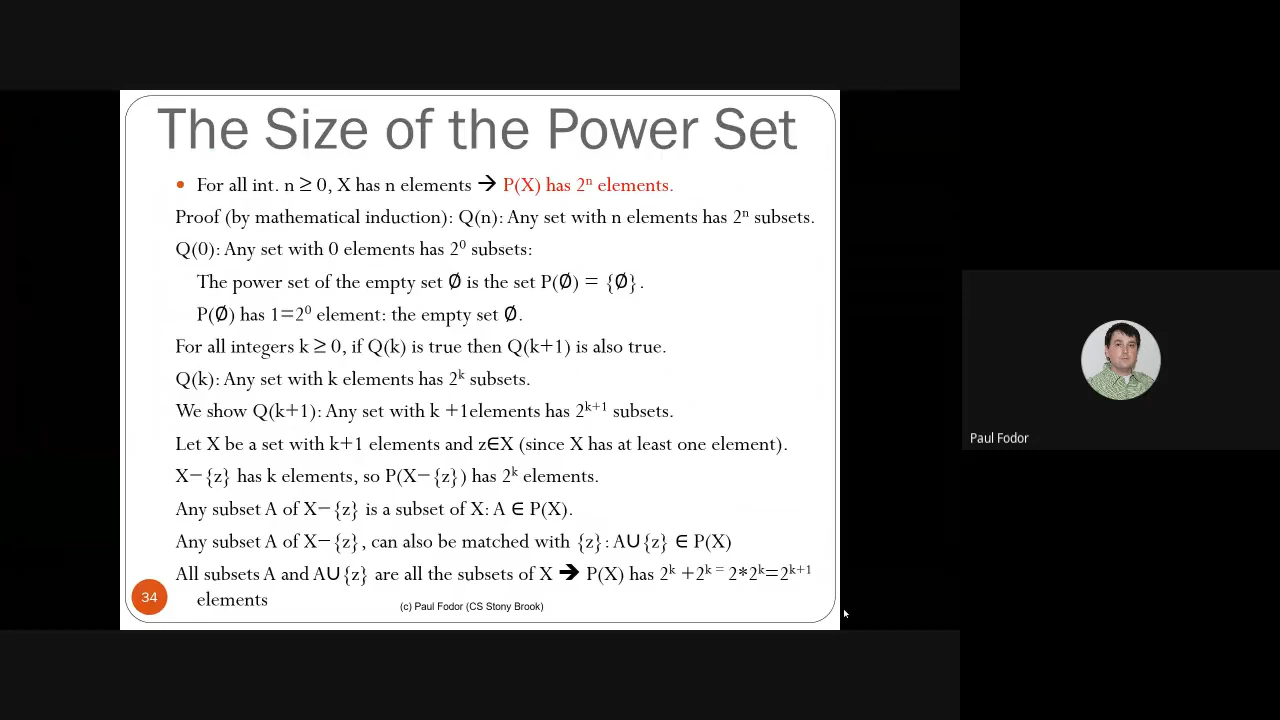 The Size of the Power Set
• For all int. n ≥ 0, X has n elements ➔ P(X) has 2ⁿ elements.
Proof (by mathematical induction): Q(n): Any set with n elements has 2ⁿ subsets.
Q(0): Any set with 0 elements has 2⁰ subsets:
The power set of the empty set ∅ is the set P(∅) = {∅}.
P(∅) has 1=2⁰ element: the empty set ∅.
For all integers k ≥ 0, if Q(k) is true then Q(k+1) is also true.
Q(k): Any set with k elements has 2ᵏ subsets.
We show Q(k+1): Any set with k +1elements has 2ᵏ⁺¹ subsets.
Let X be a set with k+1 elements and z∈X (since X has at least one element).
X−{z} has k elements, so P(X−{z}) has 2ᵏ elements.
Any subset A of X−{z} is a subset of X: A ∈ P(X).
Any subset A of X−{z}, can also be matched with {z}: A∪{z} ∈ P(X)
All subsets A and A∪{z} are all the subsets of X ➔ P(X) has 2ᵏ +2ᵏ ⁼ 2*2ᵏ=2ᵏ⁺¹
elements
34
(c) Paul Fodor (CS Stony Brook)
Paul Fodor